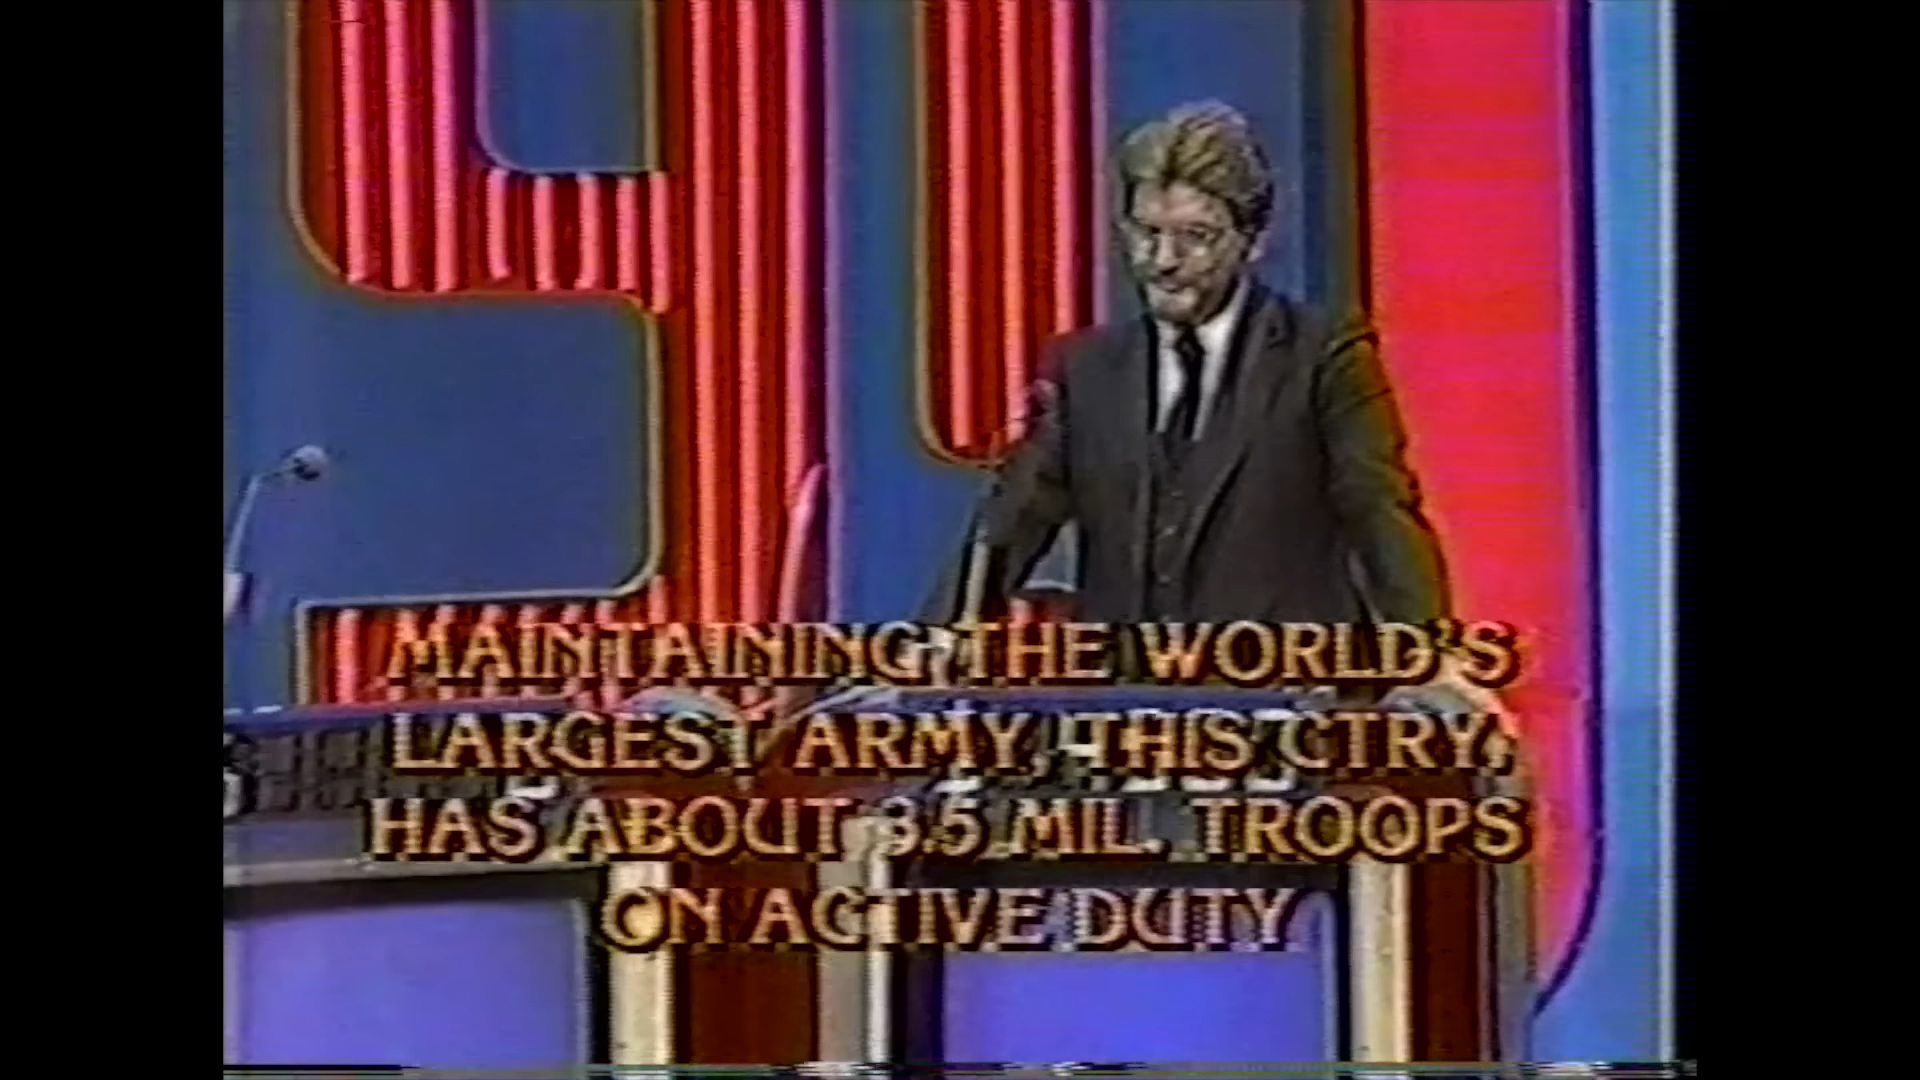 MAINTAINING THE WORLD'S
LARGEST ARMY, THIS CTRY.
HAS ABOUT 3.5 MIL. TROOPS
ON ACTIVE DUTY